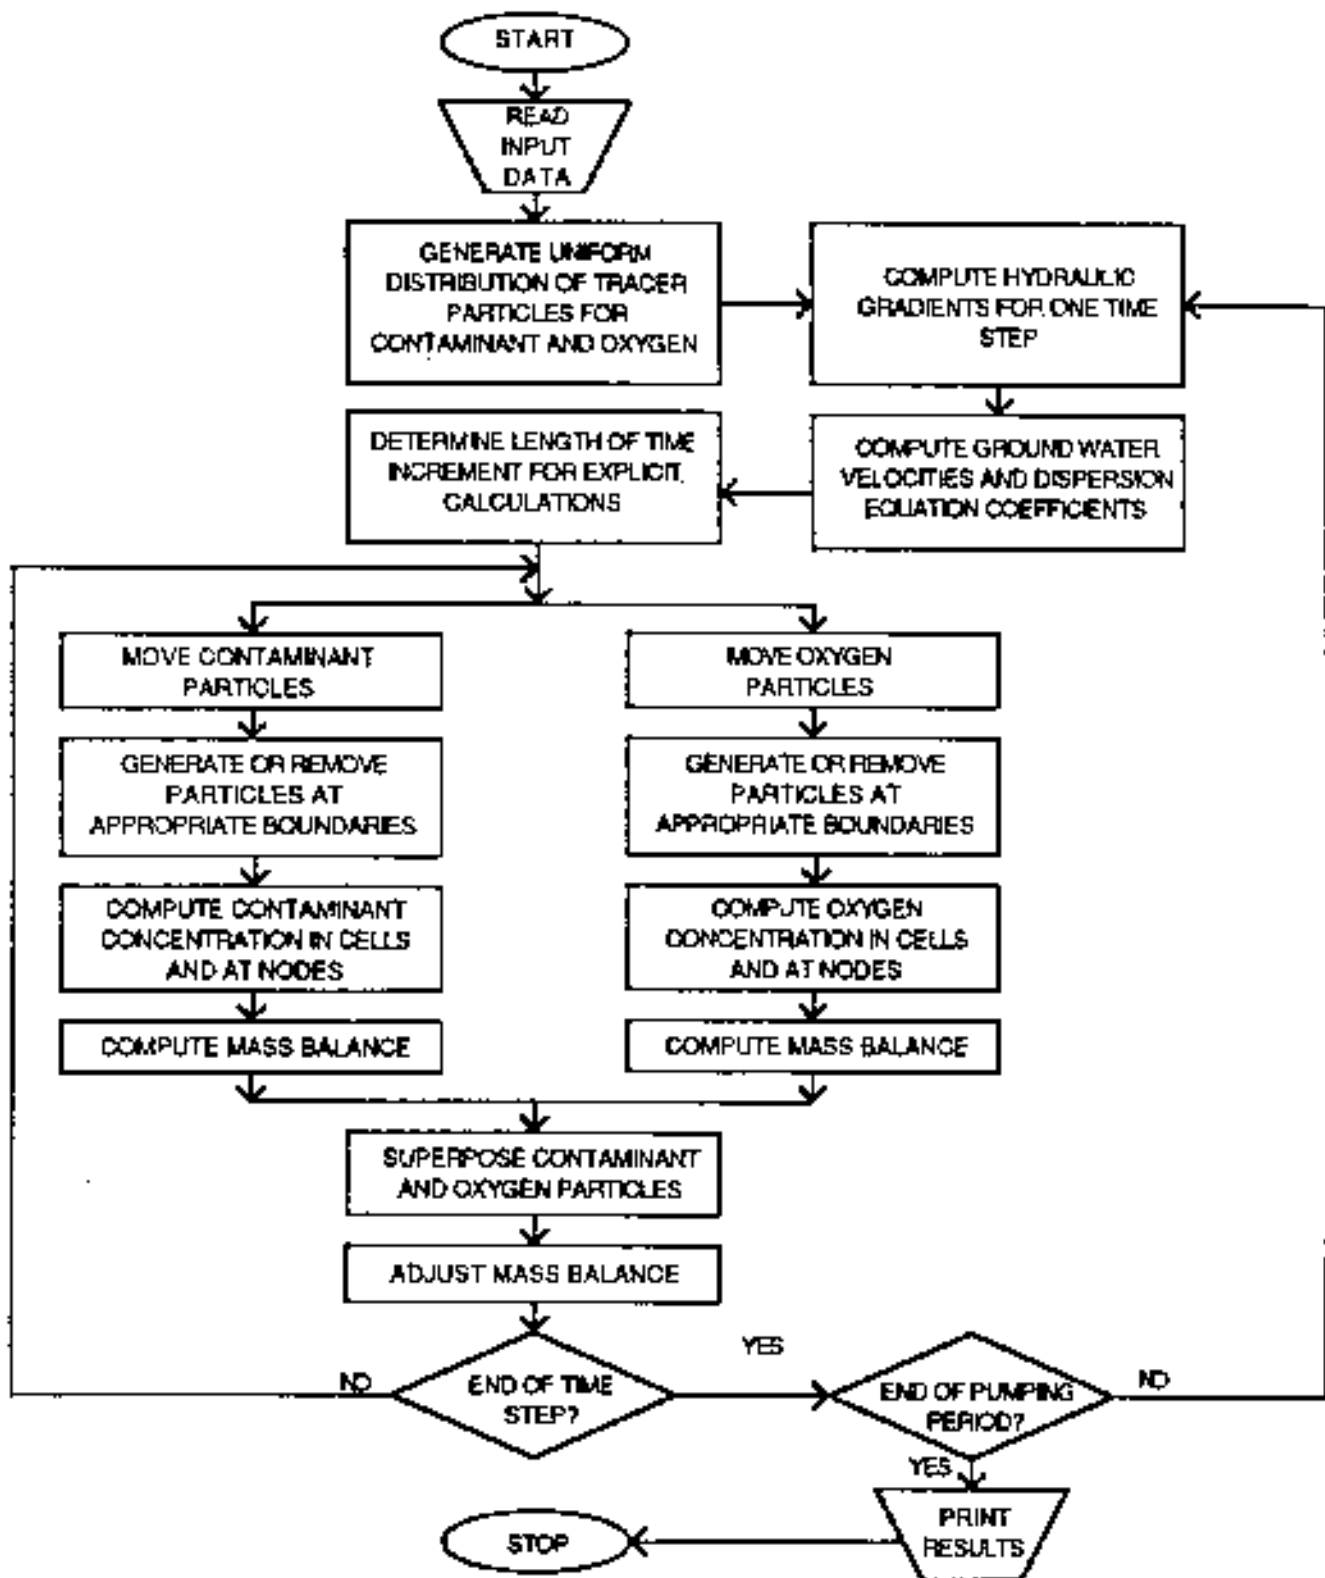 START
READ
INPUT
DATA
GENERATE UNIFORM
DISTRIBUTION OF TRACER
PARTICLES FOR
CONTAMINANT AND OXYGEN
COMPUTE HYDRAULIC
GRADIENTS FOR ONE TIME
STEP
COMPUTE GROUND WATER
VELOCITIES AND DISPERSION
EQUATION COEFFICIENTS
DETERMINE LENGTH OF TIME
INCREMENT FOR EXPLICIT
CALCULATIONS
MOVE CONTAMINANT
PARTICLES
GENERATE OR REMOVE
PARTICLES AT
APPROPRIATE BOUNDARIES
COMPUTE CONTAMINANT
CONCENTRATION IN CELLS
AND AT NODES
COMPUTE MASS BALANCE
MOVE OXYGEN
PARTICLES
GENERATE OR REMOVE
PARTICLES AT
APPROPRIATE BOUNDARIES
COMPUTE OXYGEN
CONCENTRATION IN CELLS
AND AT NODES
COMPUTE MASS BALANCE
SUPERPOSE CONTAMINANT
AND OXYGEN PARTICLES
ADJUST MASS BALANCE
NO
END OF TIME
STEP?
YES
END OF PUMPING
PERIOD?
NO
YES
PRINT
RESULTS
STOP